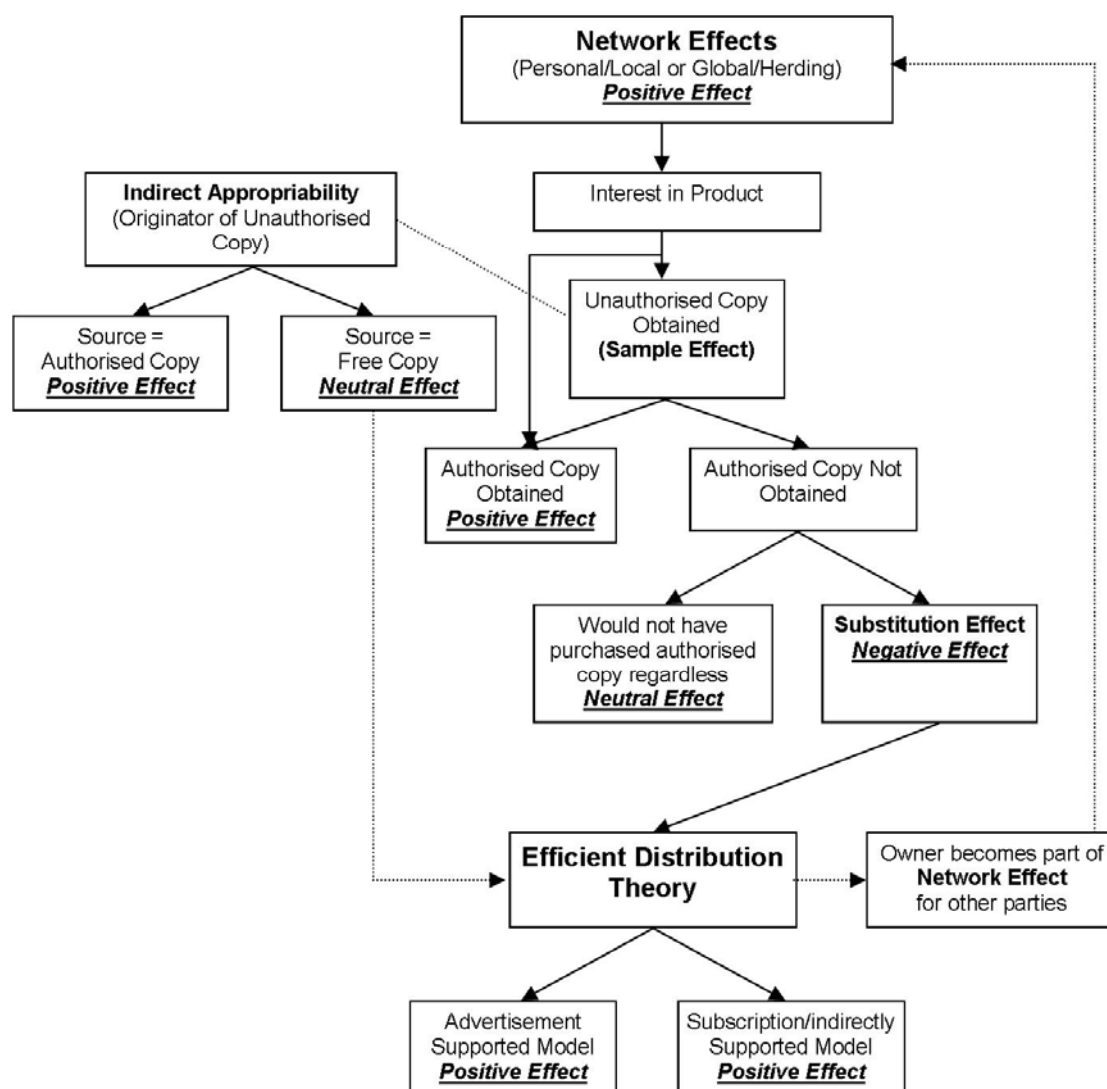 Network Effects
(Personal/Local or Global/Herding)
Positive Effect
Interest in Product
Indirect Appropriability
(Originator of Unauthorised
Copy)
Unauthorised Copy
Obtained
(Sample Effect)
Source =
Authorised Copy
Positive Effect
Source =
Free Copy
Neutral Effect
Authorised Copy
Obtained
Positive Effect
Authorised Copy Not
Obtained
Would not have
purchased authorised
copy regardless
Neutral Effect
Substitution Effect
Negative Effect
Efficient Distribution
Theory
Owner becomes part of
Network Effect
for other parties
Advertisement
Supported Model
Positive Effect
Subscription/indirectly
Supported Model
Positive Effect